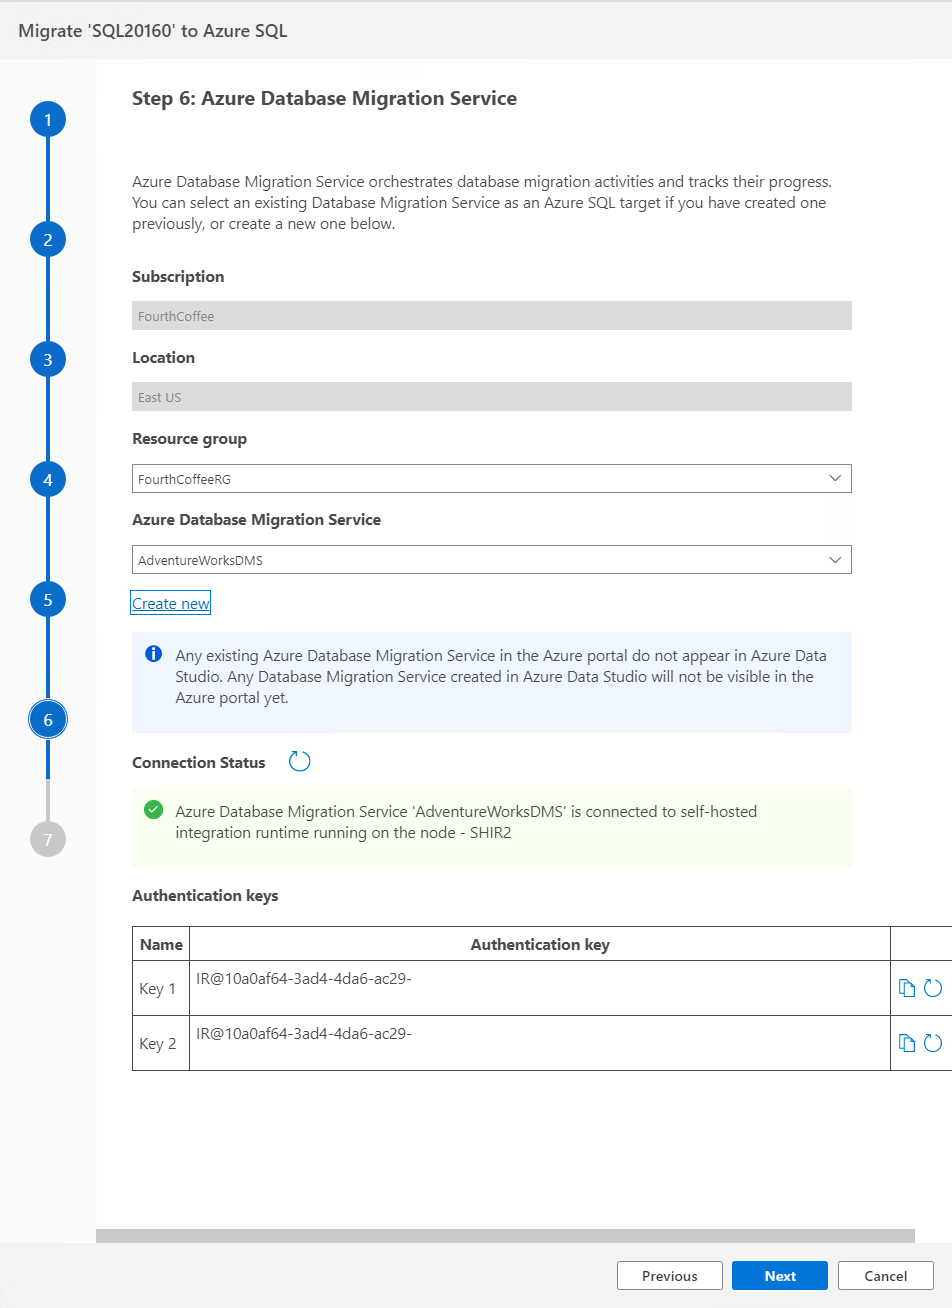 Migrate 'SQL20160' to Azure SQL
1
2
3
4
5
6
7
Step 6: Azure Database Migration Service
Azure Database Migration Service orchestrates database migration activities and tracks their progress.
You can select an existing Database Migration Service as an Azure SQL target if you have created one
previously, or create a new one below.
Subscription
FourthCoffee
Location
East US
Resource group
FourthCoffeeRG
Azure Database Migration Service
AdventureWorksDMS
Create new
Any existing Azure Database Migration Service in the Azure portal do not appear in Azure Data
Studio. Any Database Migration Service created in Azure Data Studio will not be visible in the
Azure portal yet.
Connection Status
Azure Database Migration Service 'AdventureWorksDMS' is connected to self-hosted
integration runtime running on the node - SHIR2
Authentication keys
Name Authentication key
Key 1 IR@10a0af64-3ad4-4da6-ac29-
Key 2 IR@10a0af64-3ad4-4da6-ac29-
Previous Next Cancel